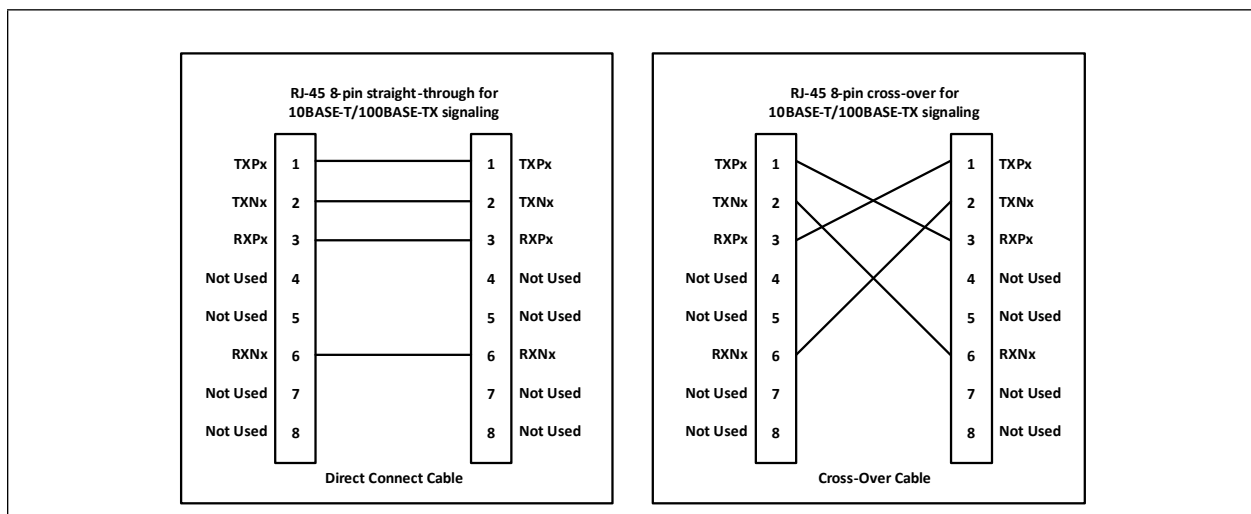 RJ-45 8-pin straight-through for
10BASE-T/100BASE-TX signaling
TXPx 1 1 TXPx
TXNx 2 2 TXNx
RXPx 3 3 RXPx
Not Used 4 4 Not Used
Not Used 5 5 Not Used
RXNx 6 6 RXNx
Not Used 7 7 Not Used
Not Used 8 8 Not Used
Direct Connect Cable
RJ-45 8-pin cross-over for
10BASE-T/100BASE-TX signaling
TXPx 1 1 TXPx
TXNx 2 2 TXNx
RXPx 3 3 RXPx
Not Used 4 4 Not Used
Not Used 5 5 Not Used
RXNx 6 6 RXNx
Not Used 7 7 Not Used
Not Used 8 8 Not Used
Cross-Over Cable